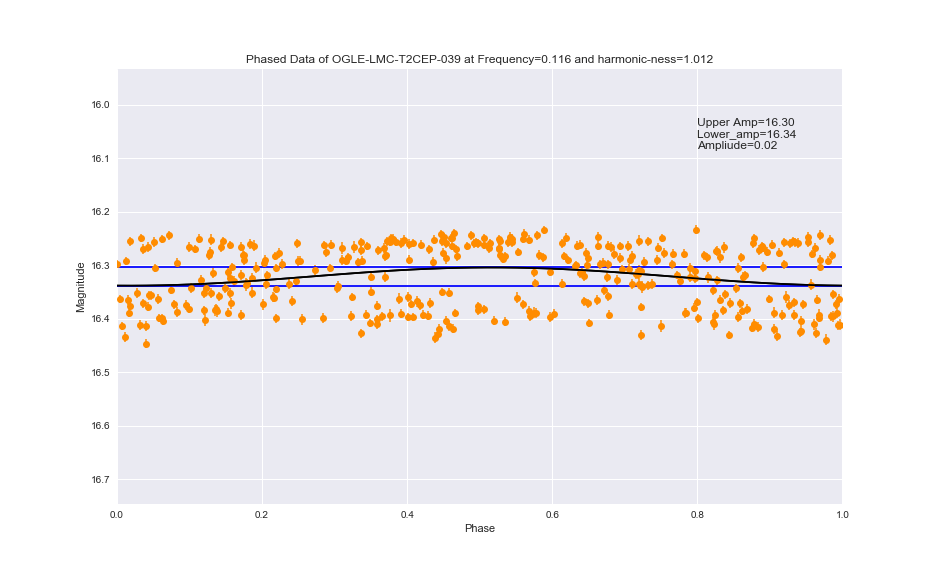 Phased Data of OGLE-LMC-T2CEP-039 at Frequency=0.116 and harmonic-ness=1.012
Upper Amp=16.30
Lower_amp=16.34
Ampliude=0.02
Magnitude
16.0
16.1
16.2
16.3
16.4
16.5
16.6
16.7
0.0
0.2
0.4
0.6
0.8
1.0
Phase